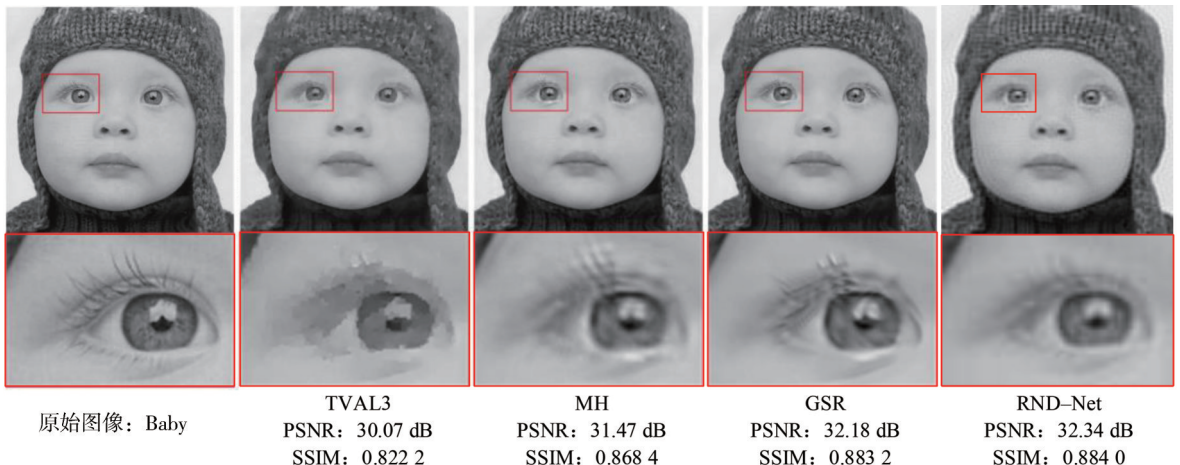 原始图像：Baby
TVAL3
PSNR：30.07 dB
SSIM：0.822 2
MH
PSNR：31.47 dB
SSIM：0.868 4
GSR
PSNR：32.18 dB
SSIM：0.883 2
RND–Net
PSNR：32.34 dB
SSIM：0.884 0